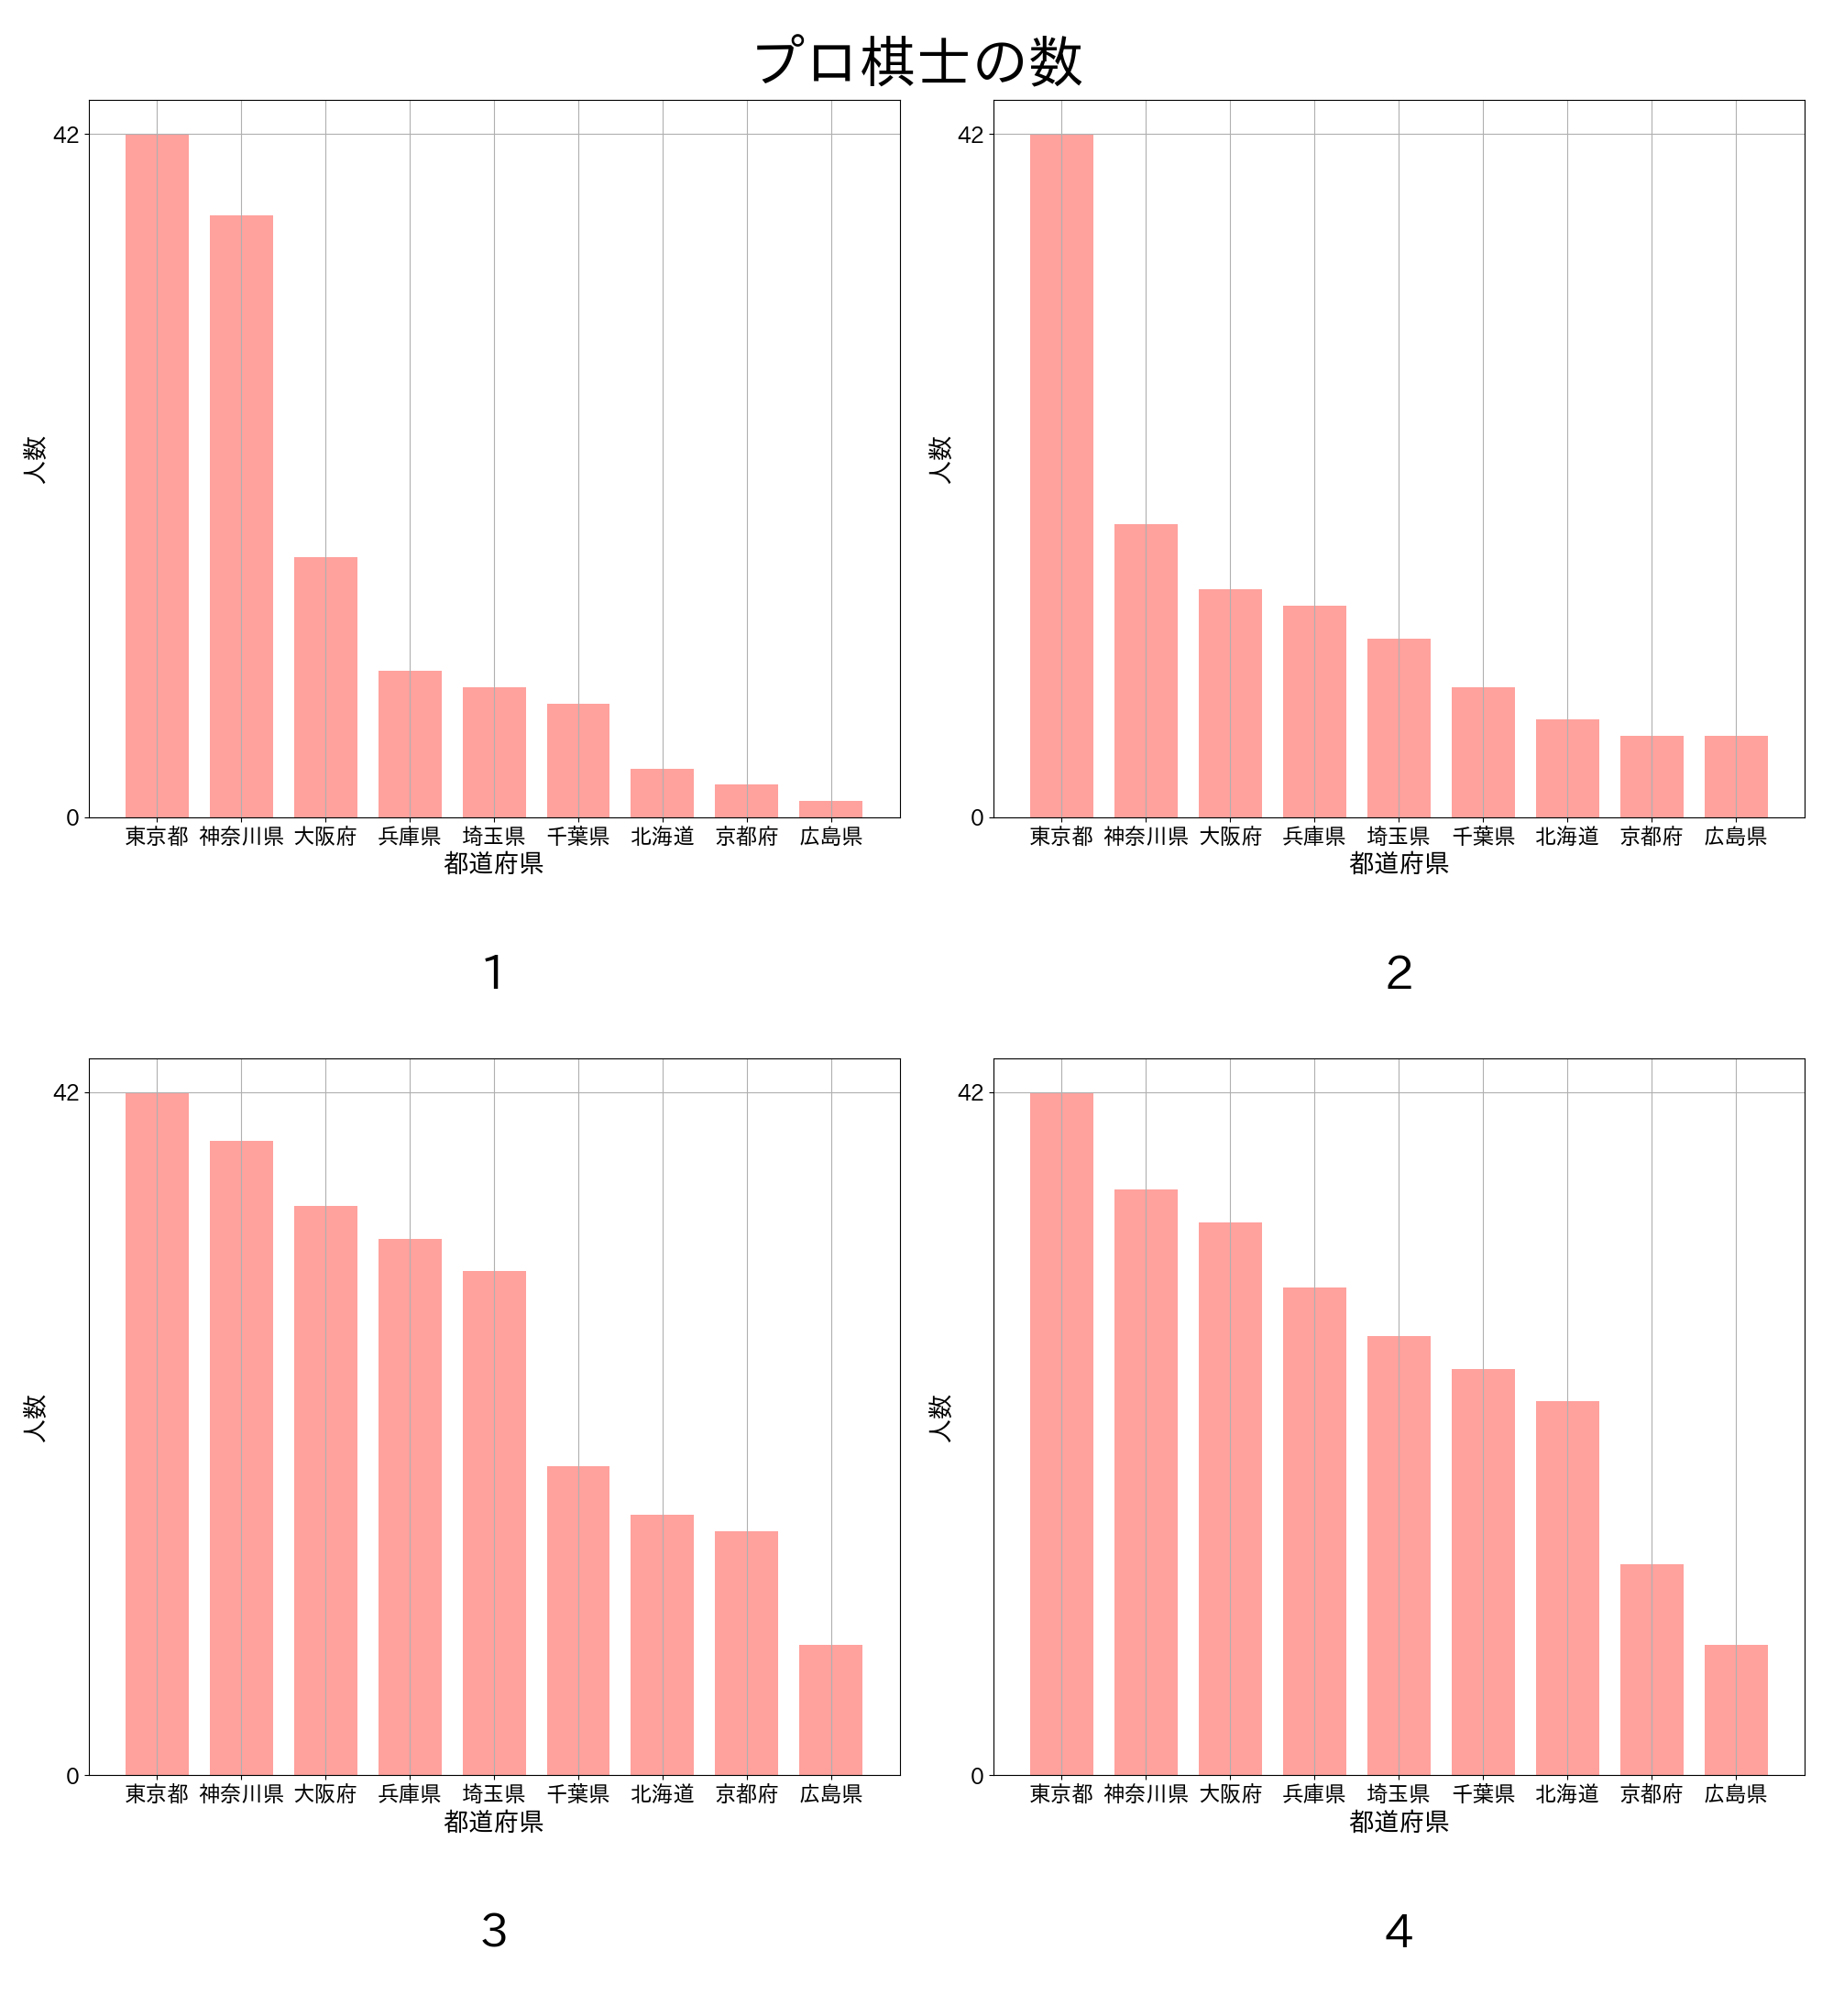 プロ棋士の数
42
0
人数
東京都 神奈川県 大阪府 兵庫県 埼玉県 千葉県 北海道 京都府 広島県
都道府県
1
42
0
人数
東京都 神奈川県 大阪府 兵庫県 埼玉県 千葉県 北海道 京都府 広島県
都道府県
2
42
0
人数
東京都 神奈川県 大阪府 兵庫県 埼玉県 千葉県 北海道 京都府 広島県
都道府県
3
42
0
人数
東京都 神奈川県 大阪府 兵庫県 埼玉県 千葉県 北海道 京都府 広島県
都道府県
4